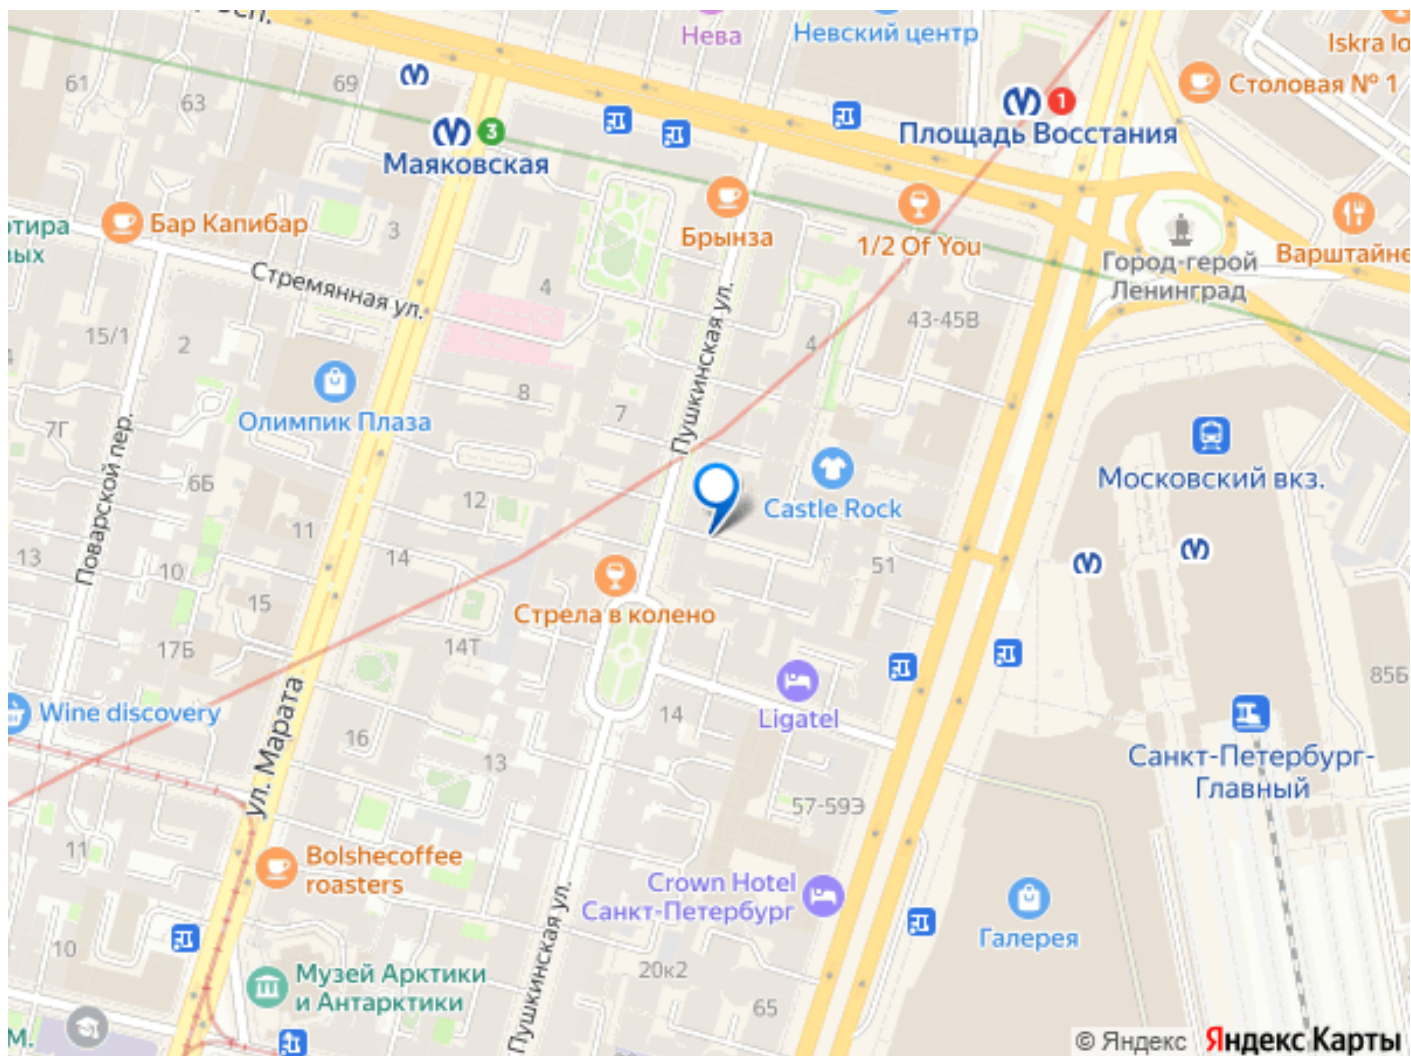 Нева
Невский центр
Iskra lo
Столовая № 1
61
63
69
3
Маяковская
1
Площадь Восстания
отира
вых
Бар Капибар
3
Брынза
1/2 Of You
Варштайне
Город-герой
Ленинград
Стремянная ул.
4
Пушкинская ул.
43-45В
4
15/1
2
Олимпик Плаза
8
7
7Г
6Б
Поварской пер.
12
Castle Rock
Московский вкз.
11
13
10
14
51
15
Стрела в колено
17Б
14Т
85Б
Wine discovery
ул. Марата
16
13
14
Ligatel
Санкт-Петербург-
Главный
57-59Э
11
Bolshecoffee
roasters
Crown Hotel
Санкт-Петербург
Галерея
10
Музей Арктики
и Антарктики
Пушкинская ул.
20к2
65
М.
© Яндекс Яндекс Карты